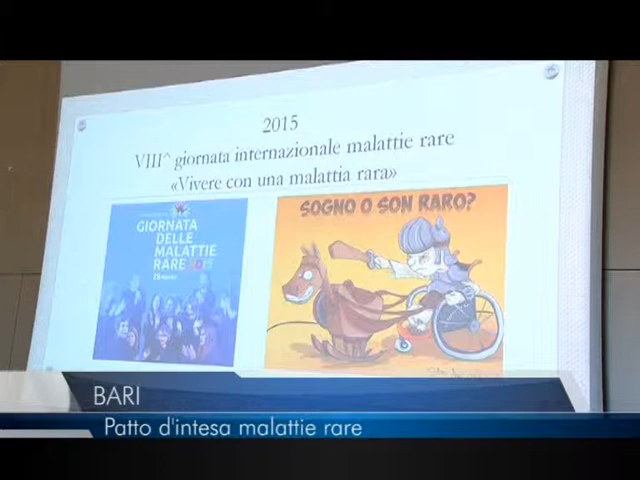 2015
VIII^ giornata internazionale malattie rare
«Vivere con una malattia rara»
GIORNATA
DELLE
MALATTIE
RARE 2015
SOGNO O SON RARO?
BARI
Patto d'intesa malattie rare